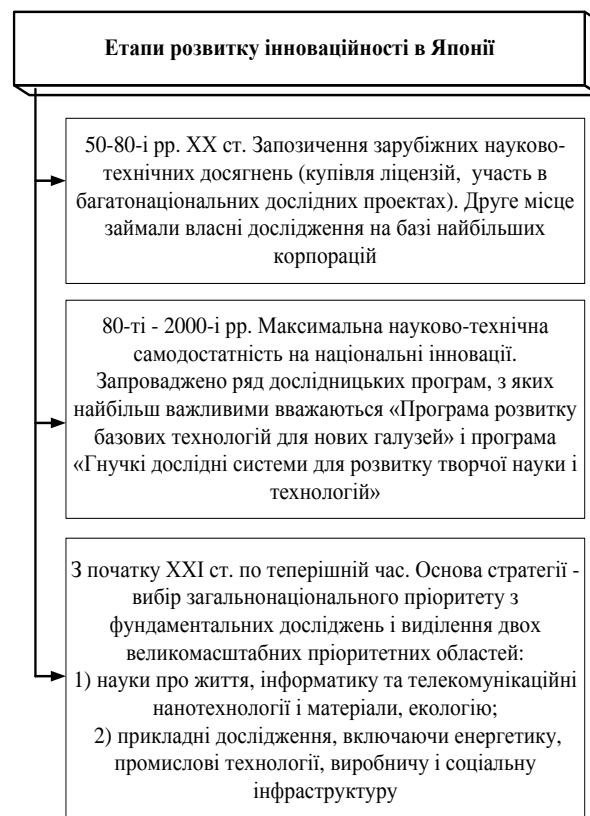 Етапи розвитку інноваційності в Японії
50-80-і рр. XX ст. Запозичення зарубіжних науково-
технічних досягнень (купівля ліцензій, участь в
багатонаціональних дослідних проектах). Друге місце
займали власні дослідження на базі найбільших
корпорацій
80-ті - 2000-і рр. Максимальна науково-технічна
самодостатність на національні інновації.
Запроваджено ряд дослідницьких програм, з яких
найбільш важливими вважаються «Програма розвитку
базових технологій для нових галузей» і програма
«Гнучкі дослідні системи для розвитку творчої науки і
технологій»
З початку XXI ст. по теперішній час. Основа стратегії -
вибір загальнонаціонального пріоритету з
фундаментальних досліджень і виділення двох
великомасштабних пріоритетних областей:
1) науки про життя, інформатику та телекомунікаційні
нанотехнології і матеріали, екологію;
2) прикладні дослідження, включаючи енергетику,
промислові технології, виробничу і соціальну
інфраструктуру